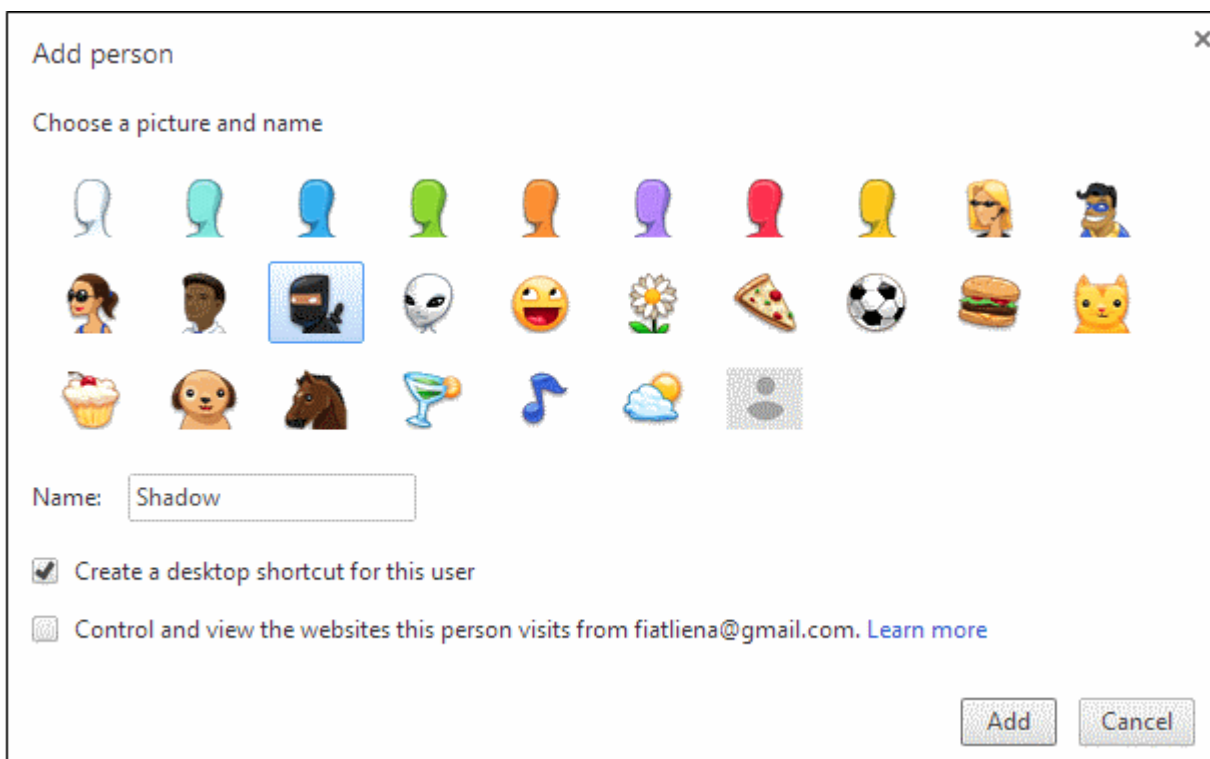 Add person
Choose a picture and name
Name: Shadow
Create a desktop shortcut for this user
Control and view the websites this person visits from fiatliena@gmail.com. Learn more
Add Cancel